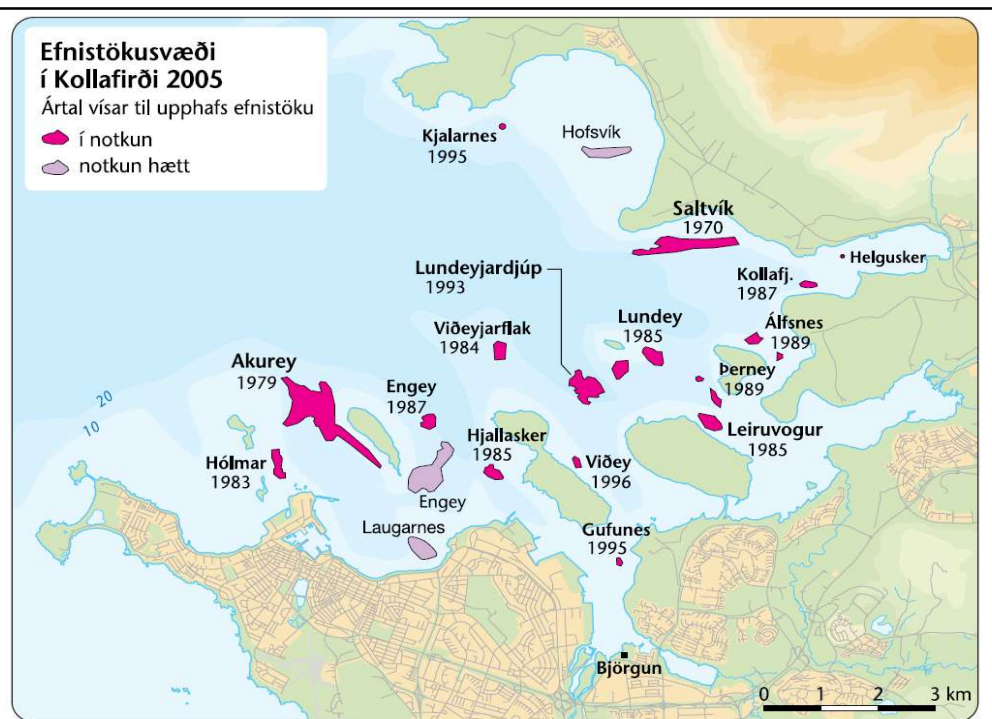 Efnistökusvæði
í Kollafirði 2005
Ártal vísar til upphafs efnistöku
í notkun
notkun hætt
Kjalarnes
1995
Hofsvík
Saltvík
1970
Helgusker
Lundeyjardjúp
1993
Kollafj.
1987
Lundey
1985
Álfsnes
1989
Viðeyjarflak
1984
Akurey
1979
Engey
1987
Þerney
1989
20
10
Hjallasker
1985
Leiruvogur
1985
Hólmar
1983
Viðey
1996
Engey
Laugarnes
Gufunes
1995
Björgun
0 1 2 3 km